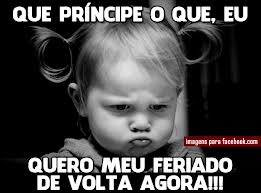 QUE PRÍNCIPE O QUE, EU
imagens para facebook.com
QUERO MEU FERIADO
DE VOLTA AGORA!!!